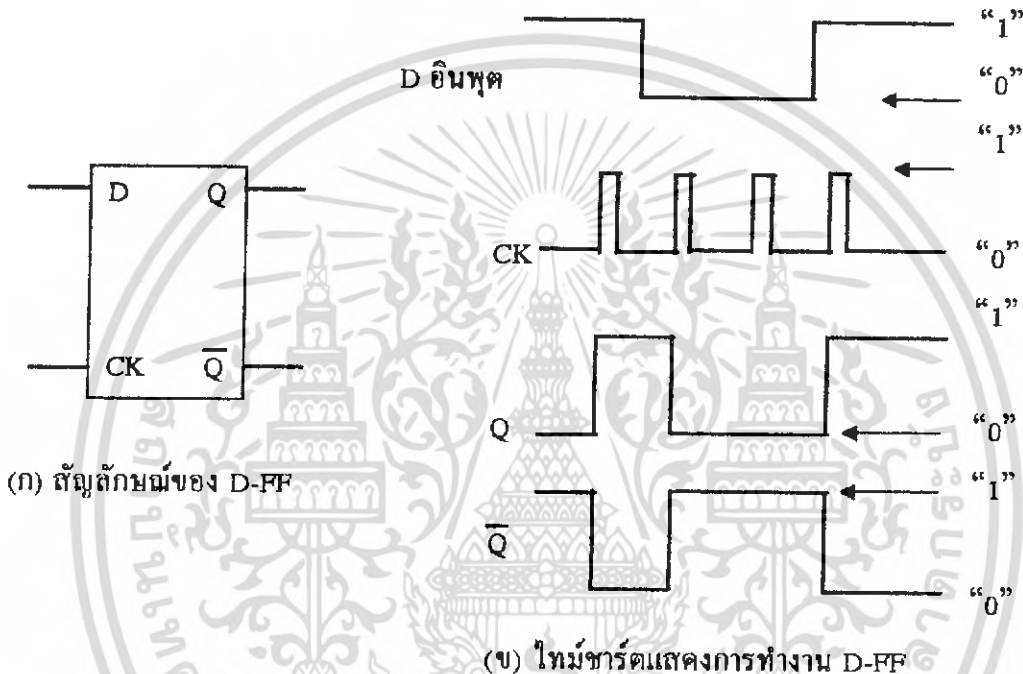 “1”
D อินพุต
“0”
“1”
D Q
CK
“0”
“1”
CK Q̅
Q
“0”
(ก) สัญลักษณ์ของ D-FF
“1”
Q̅
“0”
(ข) ไทม์ชาร์ตแสดงการทำงาน D-FF